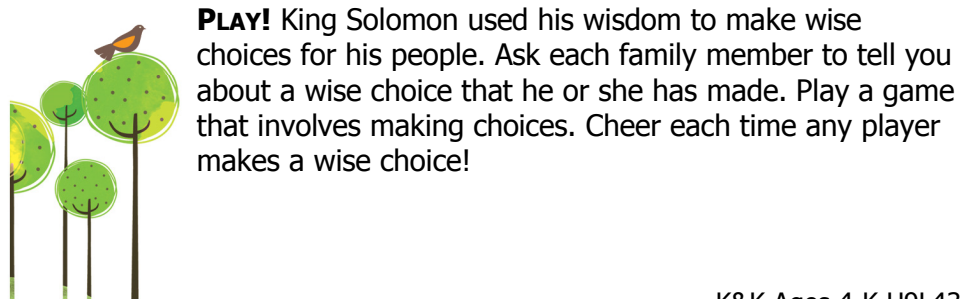 PLAY! King Solomon used his wisdom to make wise
choices for his people. Ask each family member to tell you
about a wise choice that he or she has made. Play a game
that involves making choices. Cheer each time any player
makes a wise choice!